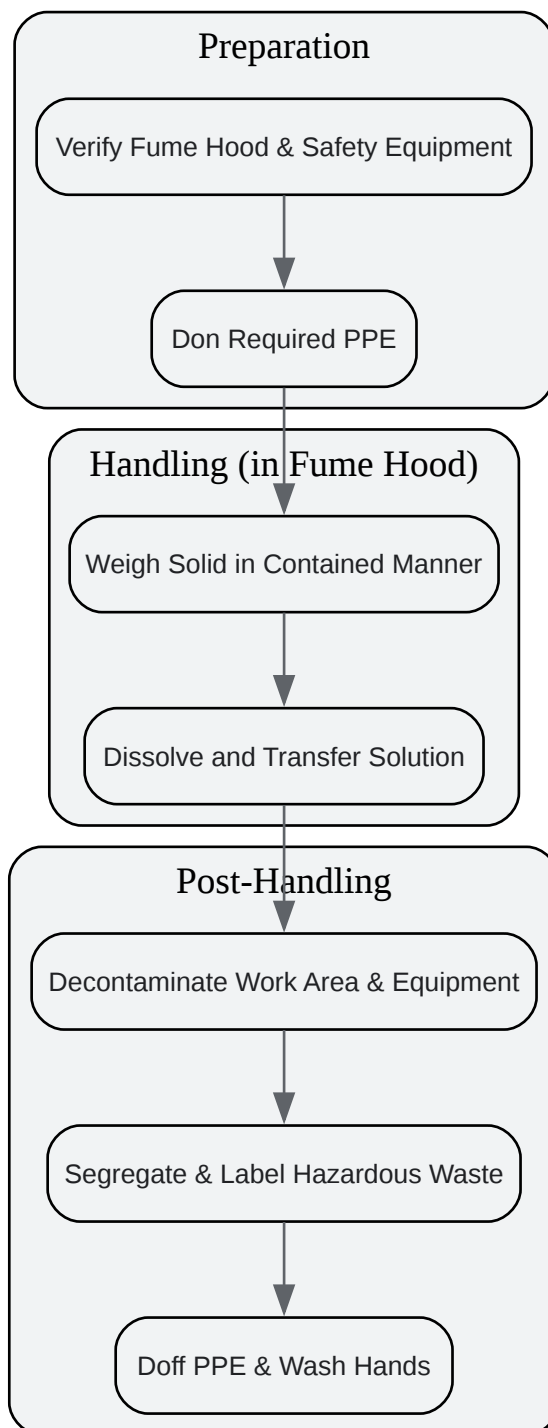 Preparation
Verify Fume Hood & Safety Equipment
Don Required PPE
Handling (in Fume Hood)
Weigh Solid in Contained Manner
Dissolve and Transfer Solution
Post-Handling
Decontaminate Work Area & Equipment
Segregate & Label Hazardous Waste
Doff PPE & Wash Hands